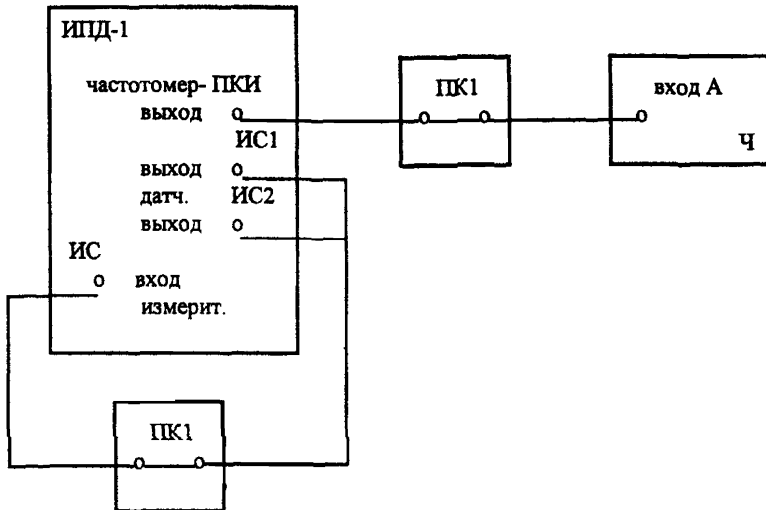 ИПД-1
частотомер- ПКИ
выход
ИС1
выход
датч. ИС2
выход
ИС
вход
измерит.
ПК1
вход А
Ч
ПК1